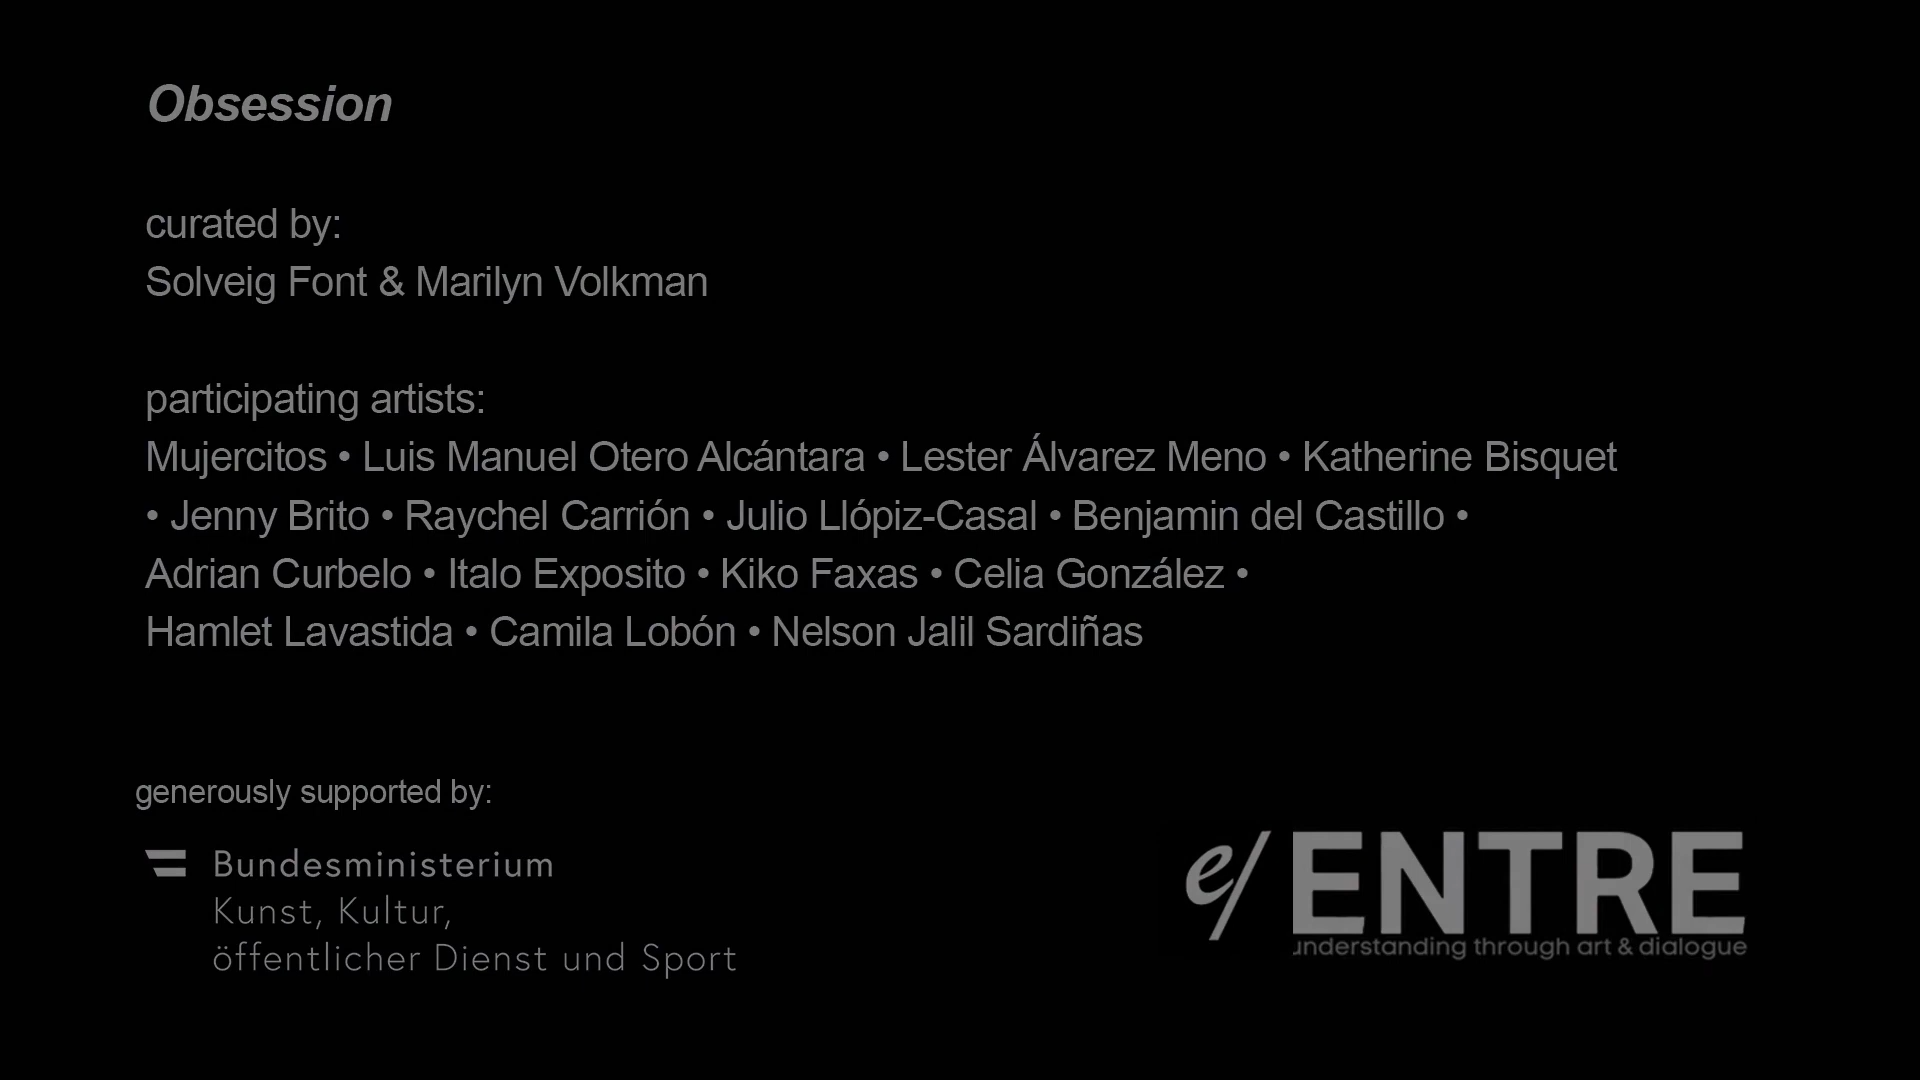 Obsession
curated by:
Solveig Font & Marilyn Volkman
participating artists:
Mujercitos • Luis Manuel Otero Alcántara • Lester Álvarez Meno • Katherine Bisquet
• Jenny Brito • Raychel Carrión • Julio Llópiz-Casal • Benjamin del Castillo •
Adrian Curbelo • Italo Exposito • Kiko Faxas • Celia González •
Hamlet Lavastida • Camila Lobón • Nelson Jalil Sardiñas
generously supported by:
Bundesministerium
Kunst, Kultur,
öffentlicher Dienst und Sport
e/ ENTRE
understanding through art & dialogue